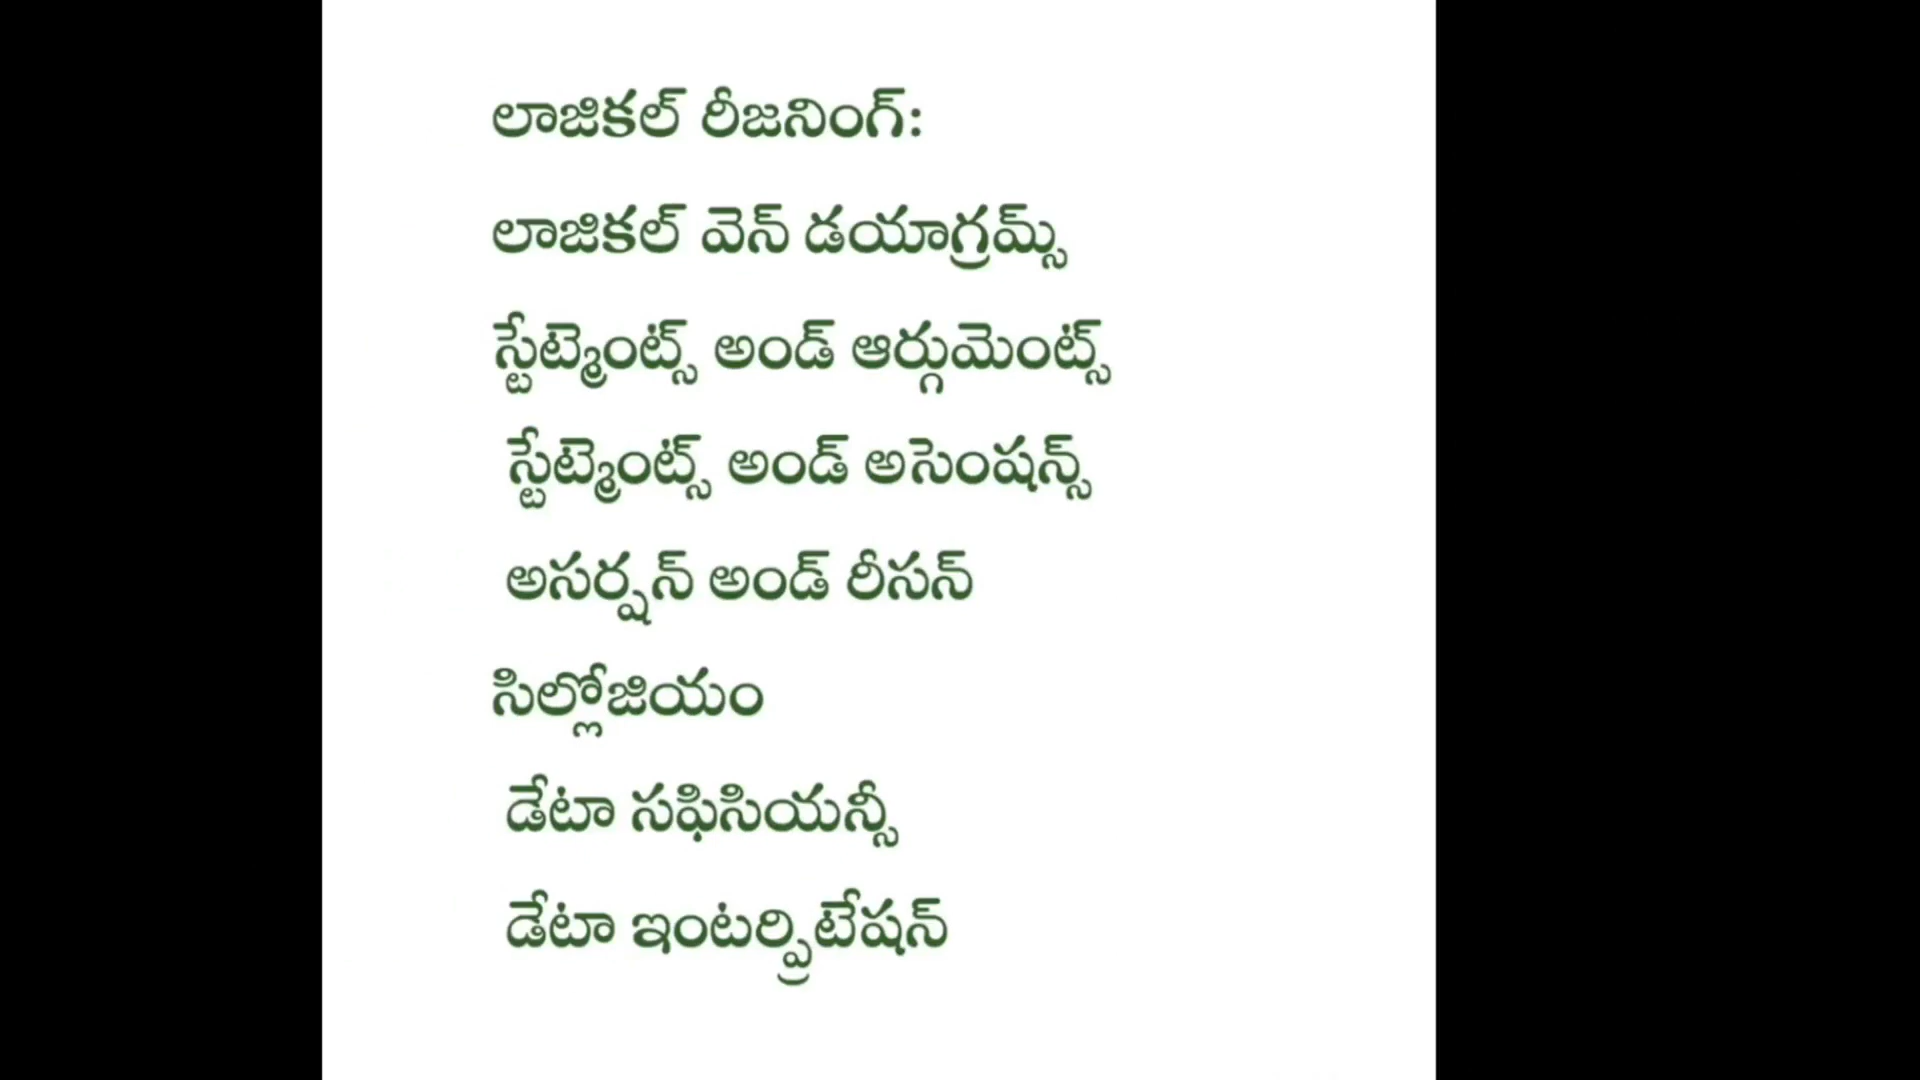 లాజికల్ రీజనింగ్:
లాజికల్ వెన్ డయాగ్రమ్స్
స్టేట్మెంట్స్ అండ్ ఆర్గుమెంట్స్
స్టేట్మెంట్స్ అండ్ అసెంషన్స్
అసర్షన్ అండ్ రీసన్
సిల్లోజియం
డేటా సఫిసియన్సీ
డేటా ఇంటర్ప్రిటేషన్